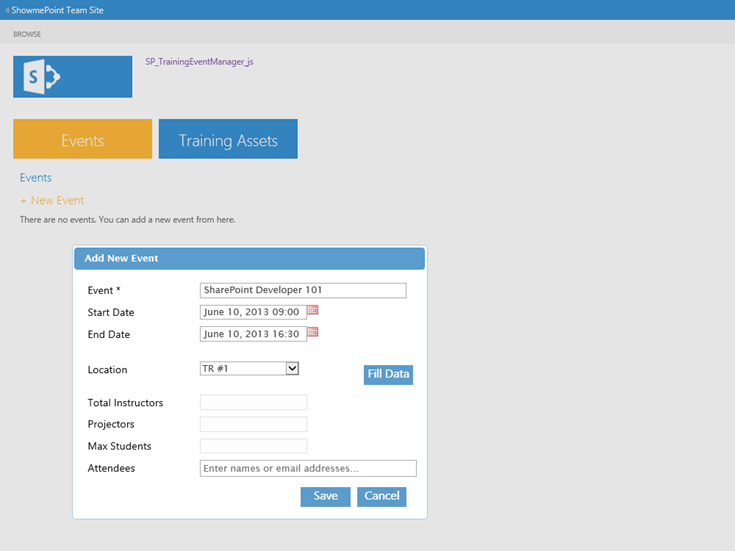 ShowmePoint Team Site
BROWSE
S
SP_TrainingEventManager_js
Events
Training Assets
Events
+ New Event
There are no events. You can add a new event from here.
Add New Event
Event * SharePoint Developer 101
Start Date June 10, 2013 09:00
End Date June 10, 2013 16:30
Location TR #1
Fill Data
Total Instructors
Projectors
Max Students
Attendees Enter names or email addresses...
Save Cancel